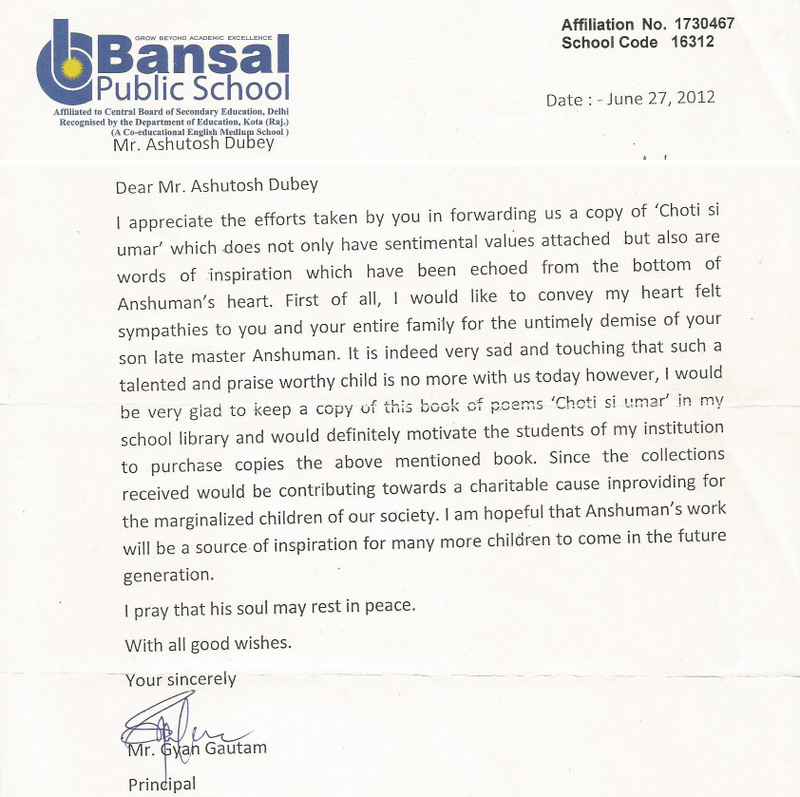 GROW BEYOND ACADEMIC EXCELLENCE
Bansal
Public School
Affiliated to Central Board of Secondary Education, Delhi
Recognised by the Department of Education, Kota (Raj.)
(A Co-educational English Medium School )
Affiliation No. 1730467
School Code 16312
Date : - June 27, 2012
Mr. Ashutosh Dubey
Dear Mr. Ashutosh Dubey
I appreciate the efforts taken by you in forwarding us a copy of ‘Choti si
umar’ which does not only have sentimental values attached but also are
words of inspiration which have been echoed from the bottom of
Anshuman’s heart. First of all, I would like to convey my heart felt
sympathies to you and your entire family for the untimely demise of your
son late master Anshuman. It is indeed very sad and touching that such a
talented and praise worthy child is no more with us today however, I would
be very glad to keep a copy of this book of poems ‘Choti si umar’ in my
school library and would definitely motivate the students of my institution
to purchase copies the above mentioned book. Since the collections
received would be contributing towards a charitable cause inproviding for
the marginalized children of our society. I am hopeful that Anshuman’s work
will be a source of inspiration for many more children to come in the future
generation.
I pray that his soul may rest in peace.
With all good wishes.
Your sincerely
Mr. Gyan Gautam
Principal